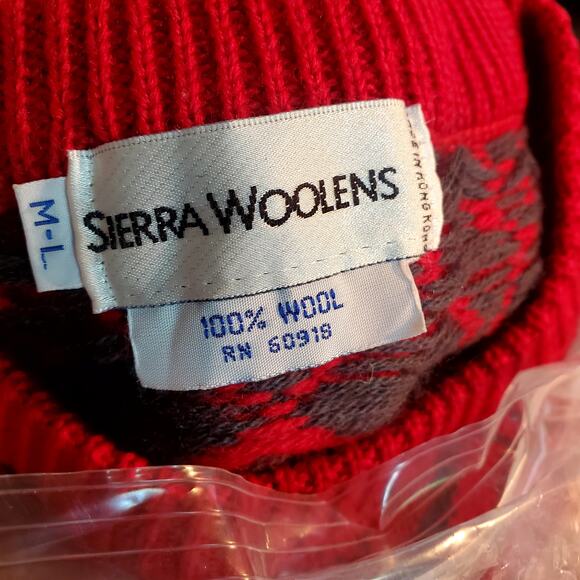 M-L
SIERRA WOOLENS
MADE IN HONG KONG
100% WOOL
RN 60918